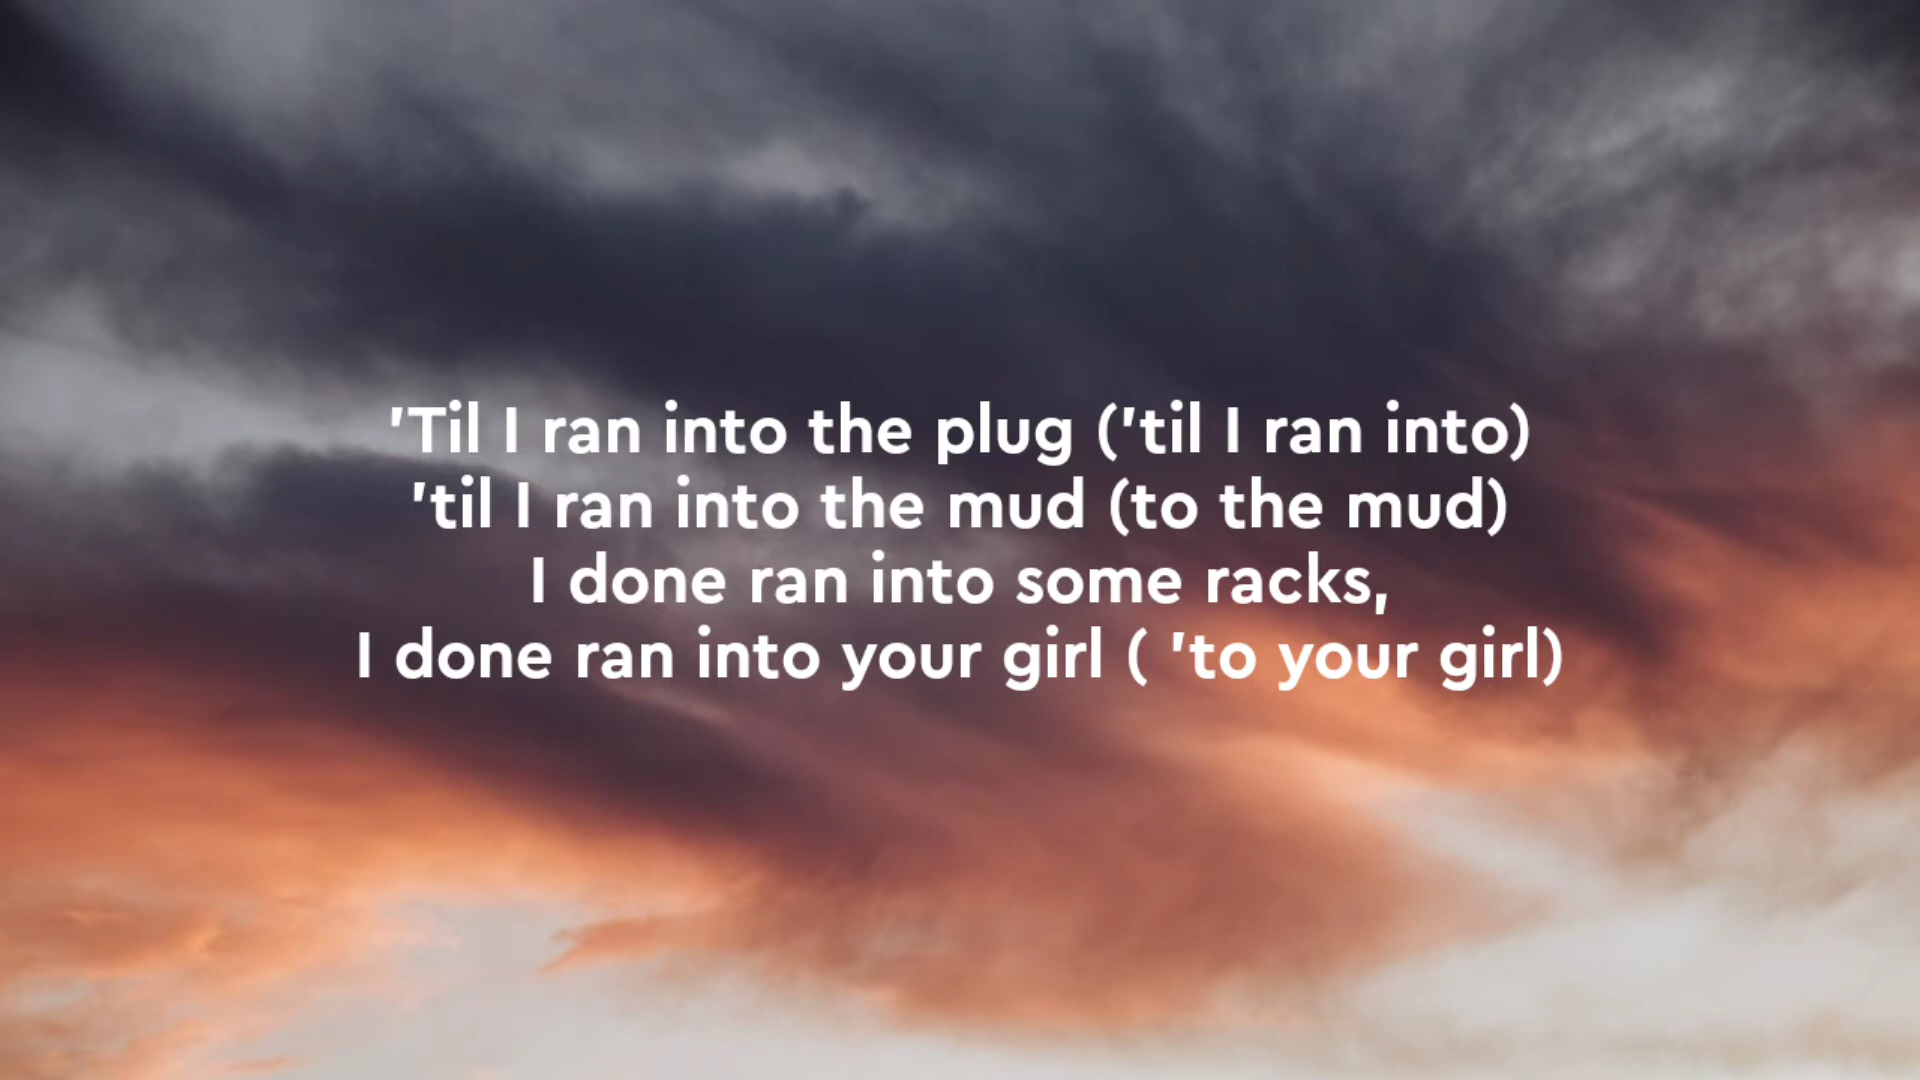 'Til I ran into the plug ('til I ran into)
'til I ran into the mud (to the mud)
I done ran into some racks,
I done ran into your girl ( 'to your girl)